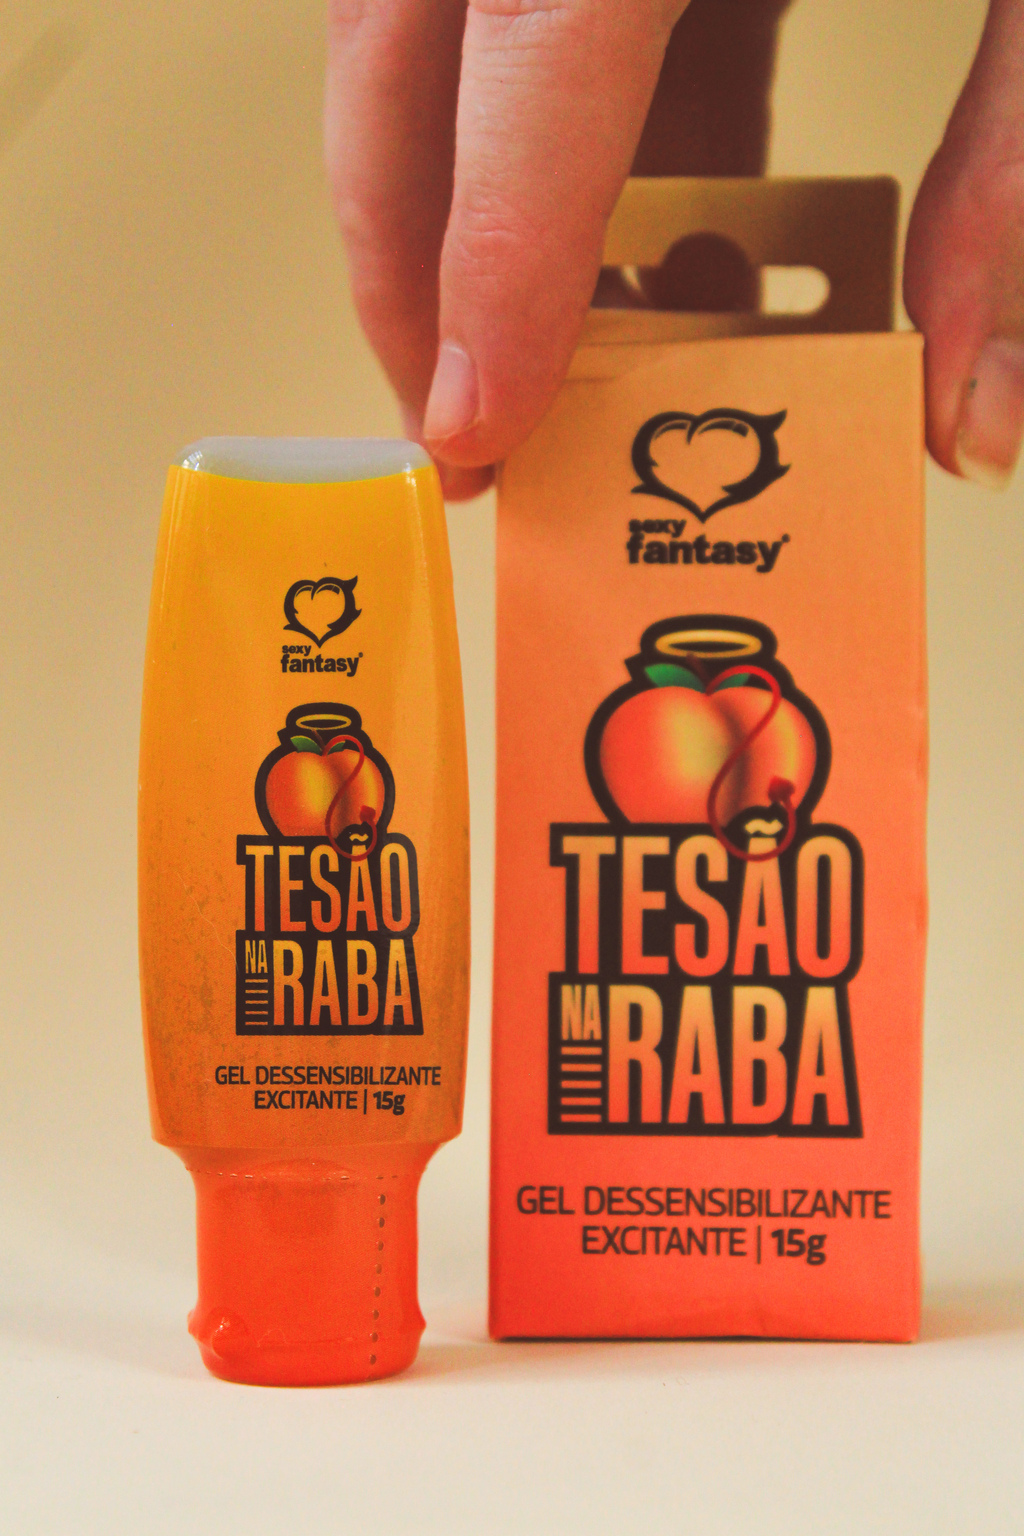 sexy
fantasy®
TESÃO
NA RABA
GEL DESSENSIBILIZANTE
EXCITANTE | 15g
sexy
fantasy®
TESÃO
NA RABA
GEL DESSENSIBILIZANTE
EXCITANTE | 15g